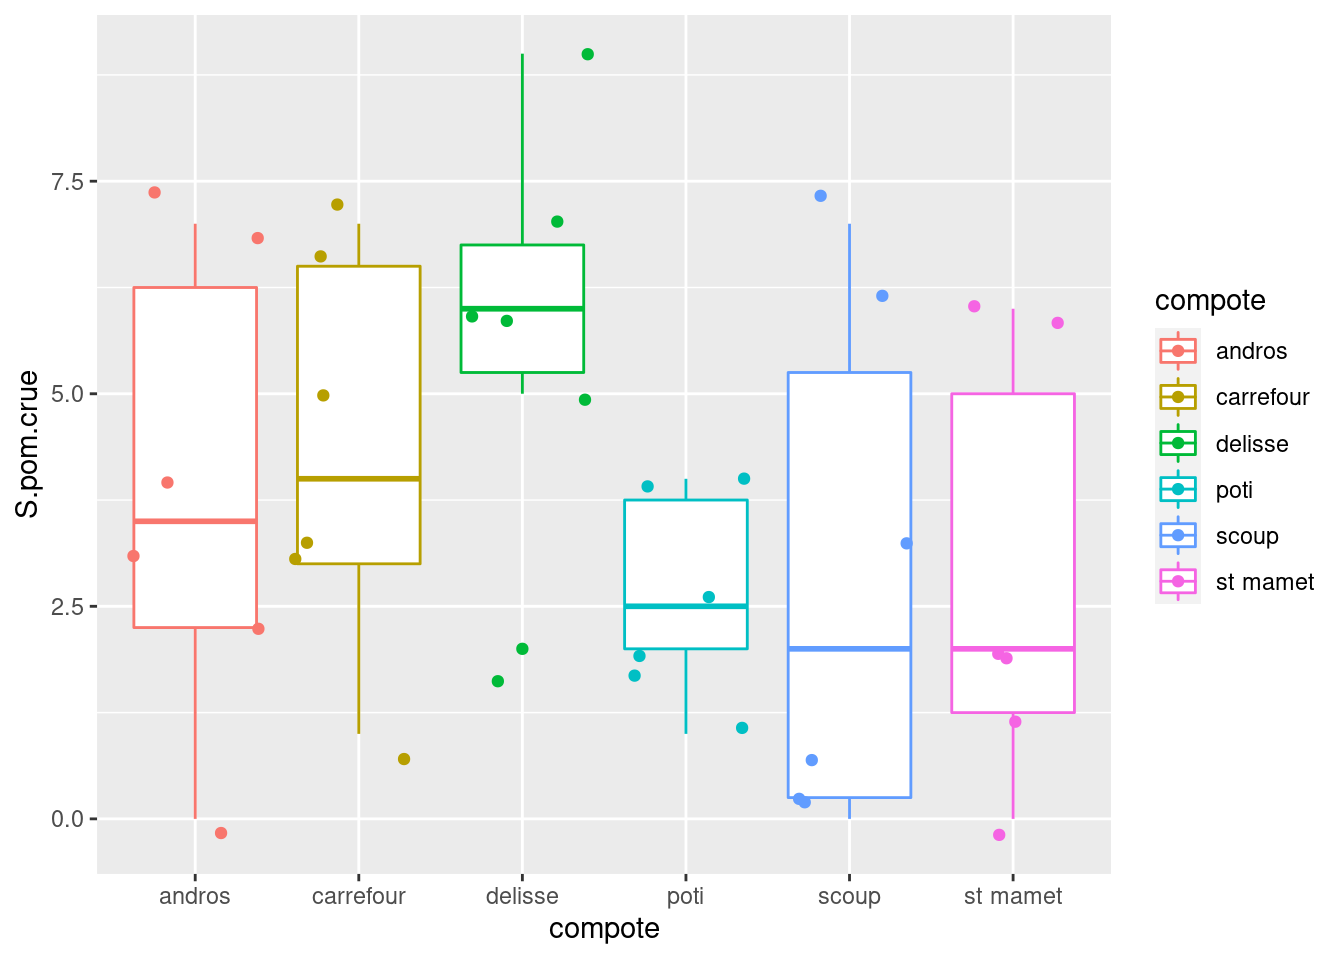 S.pom.crue
7.5
5.0
2.5
0.0
andros
carrefour
delisse
poti
scoup
st mamet
compote
compote
andros
carrefour
delisse
poti
scoup
st mamet